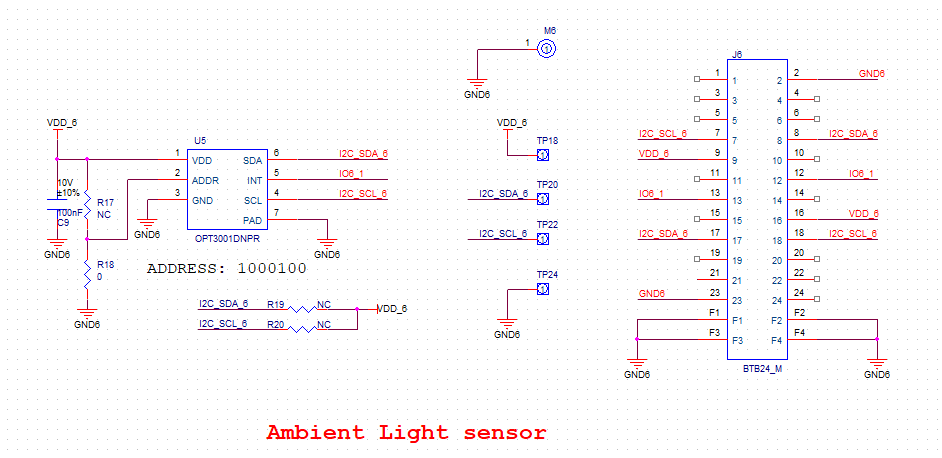 M6
1
1
GND6
VDD_6
U5
1 VDD SDA 6 I2C_SDA_6
2 ADDR INT 5 IO6_1
3 GND SCL 4 I2C_SCL_6
PAD 7
OPT3001DNPR
10V
±10%
100nF
C9
R17
NC
GND6
GND6
GND6
R18
0
GND6
ADDRESS: 1000100
I2C_SDA_6 R19 NC
I2C_SCL_6 R20 NC
VDD_6
VDD_6
TP18
1
I2C_SDA_6
TP20
1
I2C_SCL_6
TP22
1
TP24
1
GND6
J6
1 1 2 2 GND6
3 3 4 4
5 5 6 6
I2C_SCL_6 7 7 8 8 I2C_SDA_6
VDD_6 9 9 10 10
11 11 12 12 IO6_1
IO6_1 13 13 14 14
15 15 16 16 VDD_6
I2C_SDA_6 17 17 18 18 I2C_SCL_6
19 19 20 20
21 21 22 22
GND6 23 23 24 24
F1 F1 F2 F2
F3 F3 F4 F4
GND6
GND6
BTB24_M
Ambient Light sensor